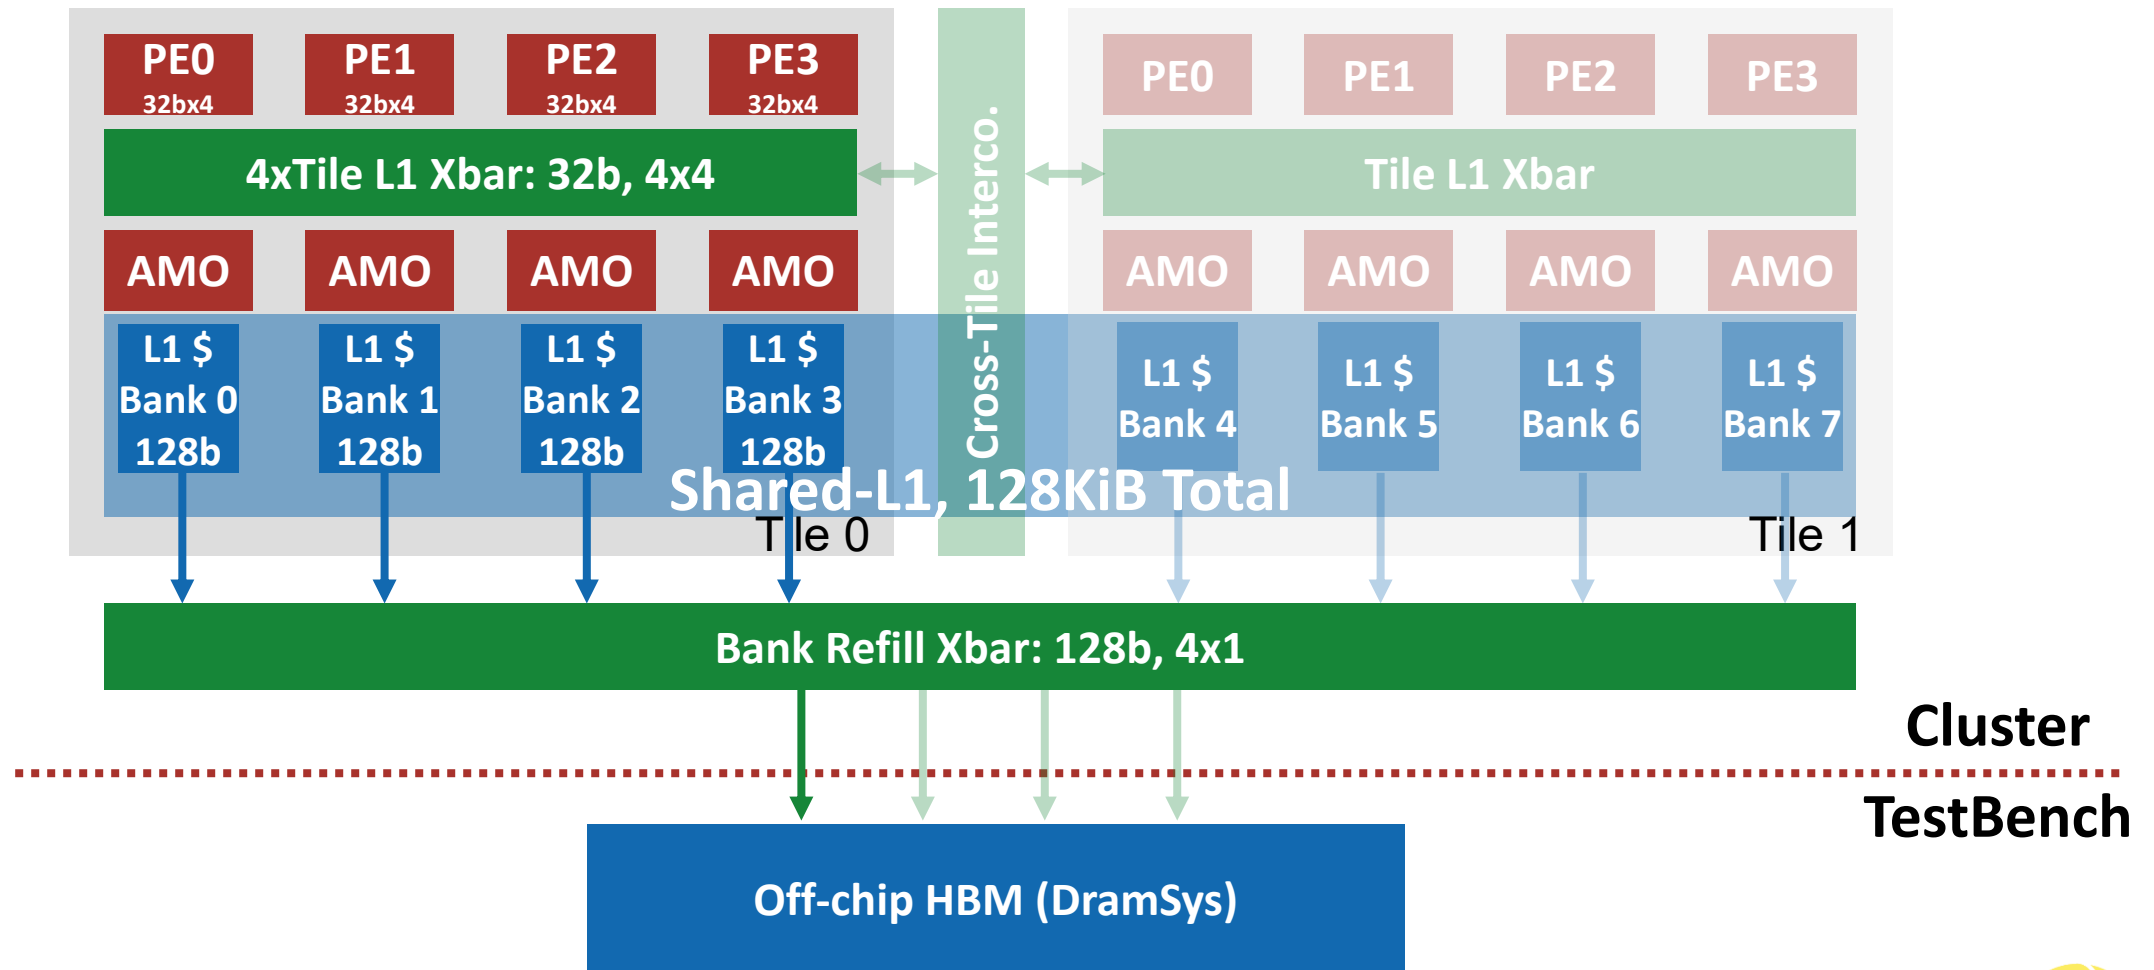 PE0
32bx4
PE1
32bx4
PE2
32bx4
PE3
32bx4
4xTile L1 Xbar: 32b, 4x4
AMO
AMO
AMO
AMO
L1 $
Bank 0
128b
L1 $
Bank 1
128b
L1 $
Bank 2
128b
L1 $
Bank 3
128b
Tile 0
Cross-Tile Interco.
PE0
PE1
PE2
PE3
Tile L1 Xbar
AMO
AMO
AMO
AMO
L1 $
Bank 4
L1 $
Bank 5
L1 $
Bank 6
L1 $
Bank 7
Tile 1
Shared-L1, 128KiB Total
Bank Refill Xbar: 128b, 4x1
Cluster
TestBench
Off-chip HBM (DramSys)